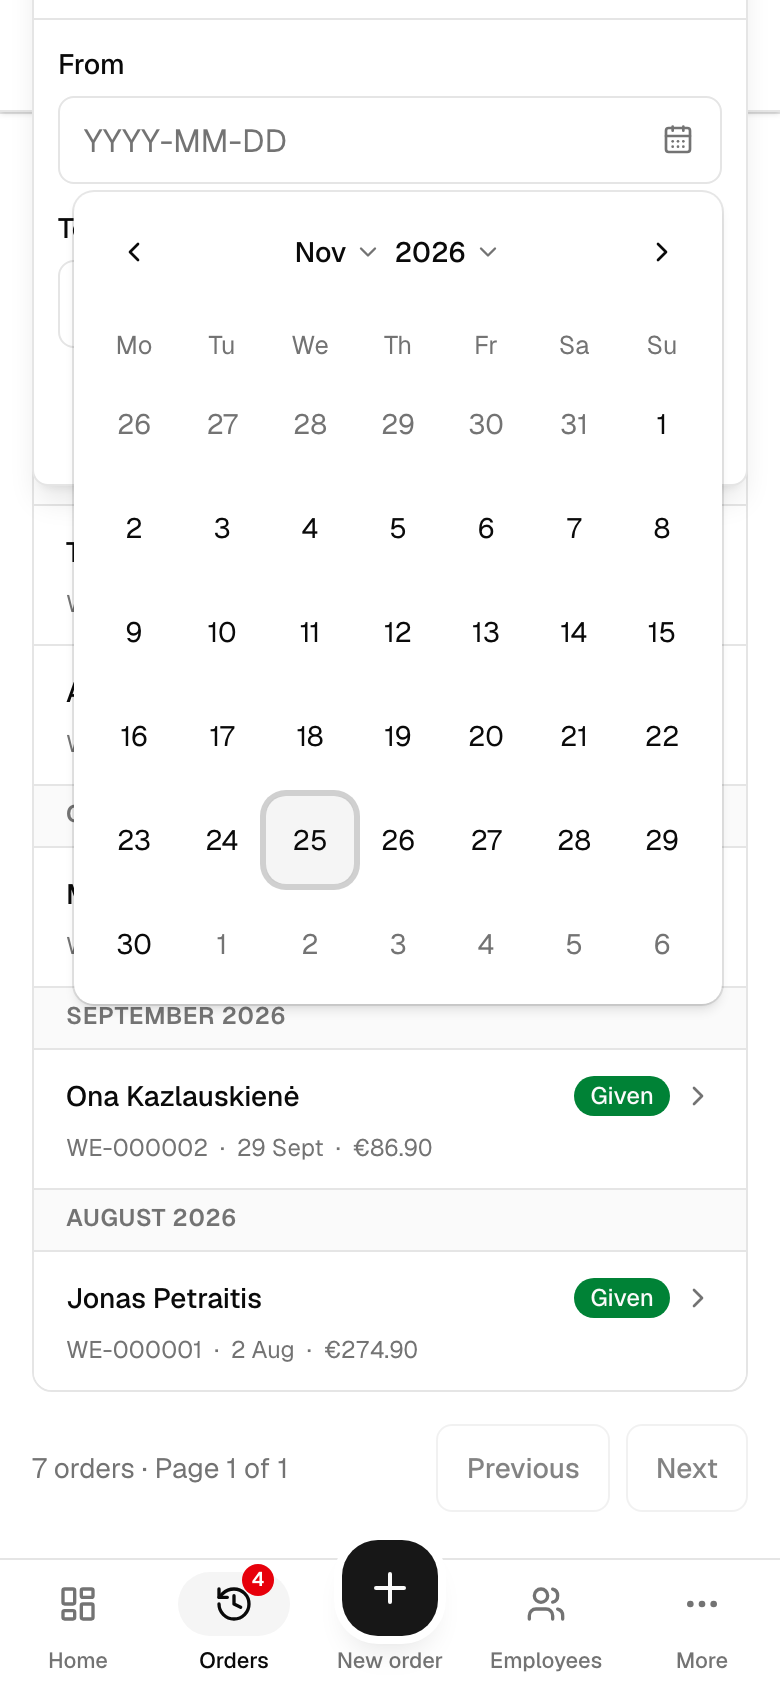 From
YYYY-MM-DD
Nov 2026
Mo Tu We Th Fr Sa Su
26 27 28 29 30 31 1
2 3 4 5 6 7 8
9 10 11 12 13 14 15
16 17 18 19 20 21 22
23 24 25 26 27 28 29
30 1 2 3 4 5 6
SEPTEMBER 2026
Ona Kazlauskienė Given
WE-000002 · 29 Sept · €86.90
AUGUST 2026
Jonas Petraitis Given
WE-000001 · 2 Aug · €274.90
7 orders · Page 1 of 1 Previous Next
4
Home Orders New order Employees More